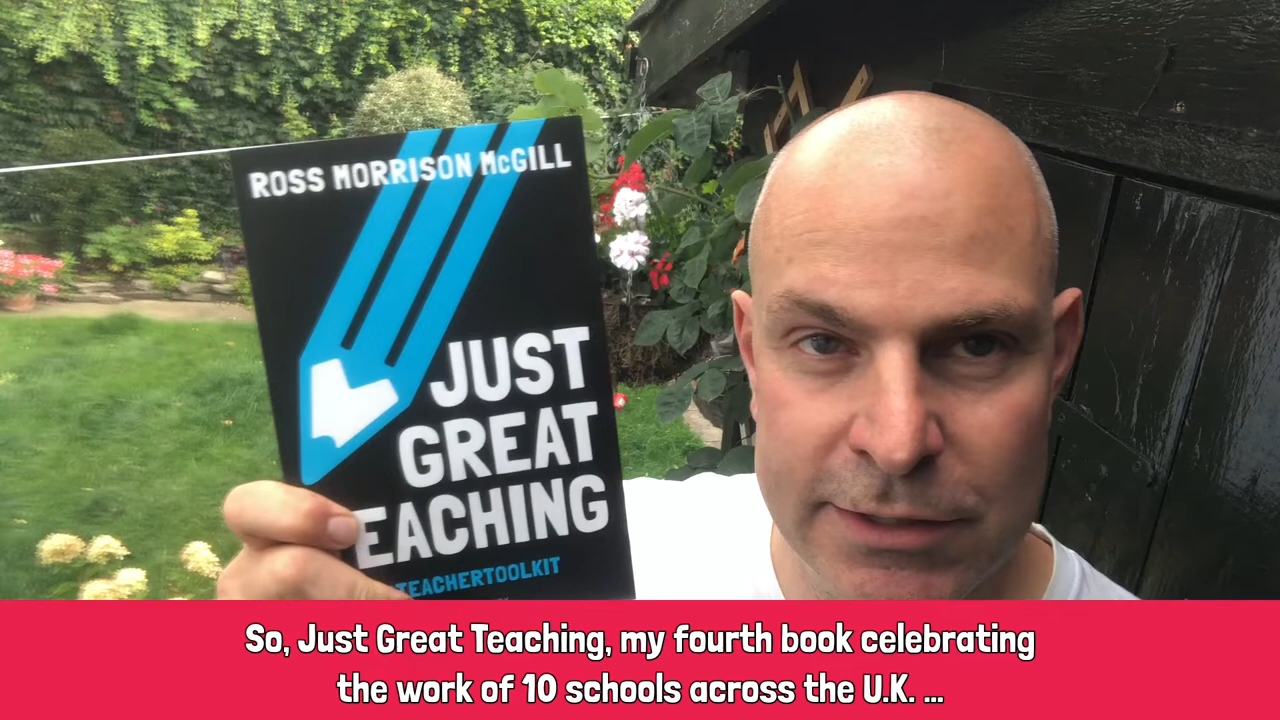 ROSS MORRISON McGILL
JUST
GREAT
EACHING
TEACHERTOOLKIT
So, Just Great Teaching, my fourth book celebrating
the work of 10 schools across the U.K. ...